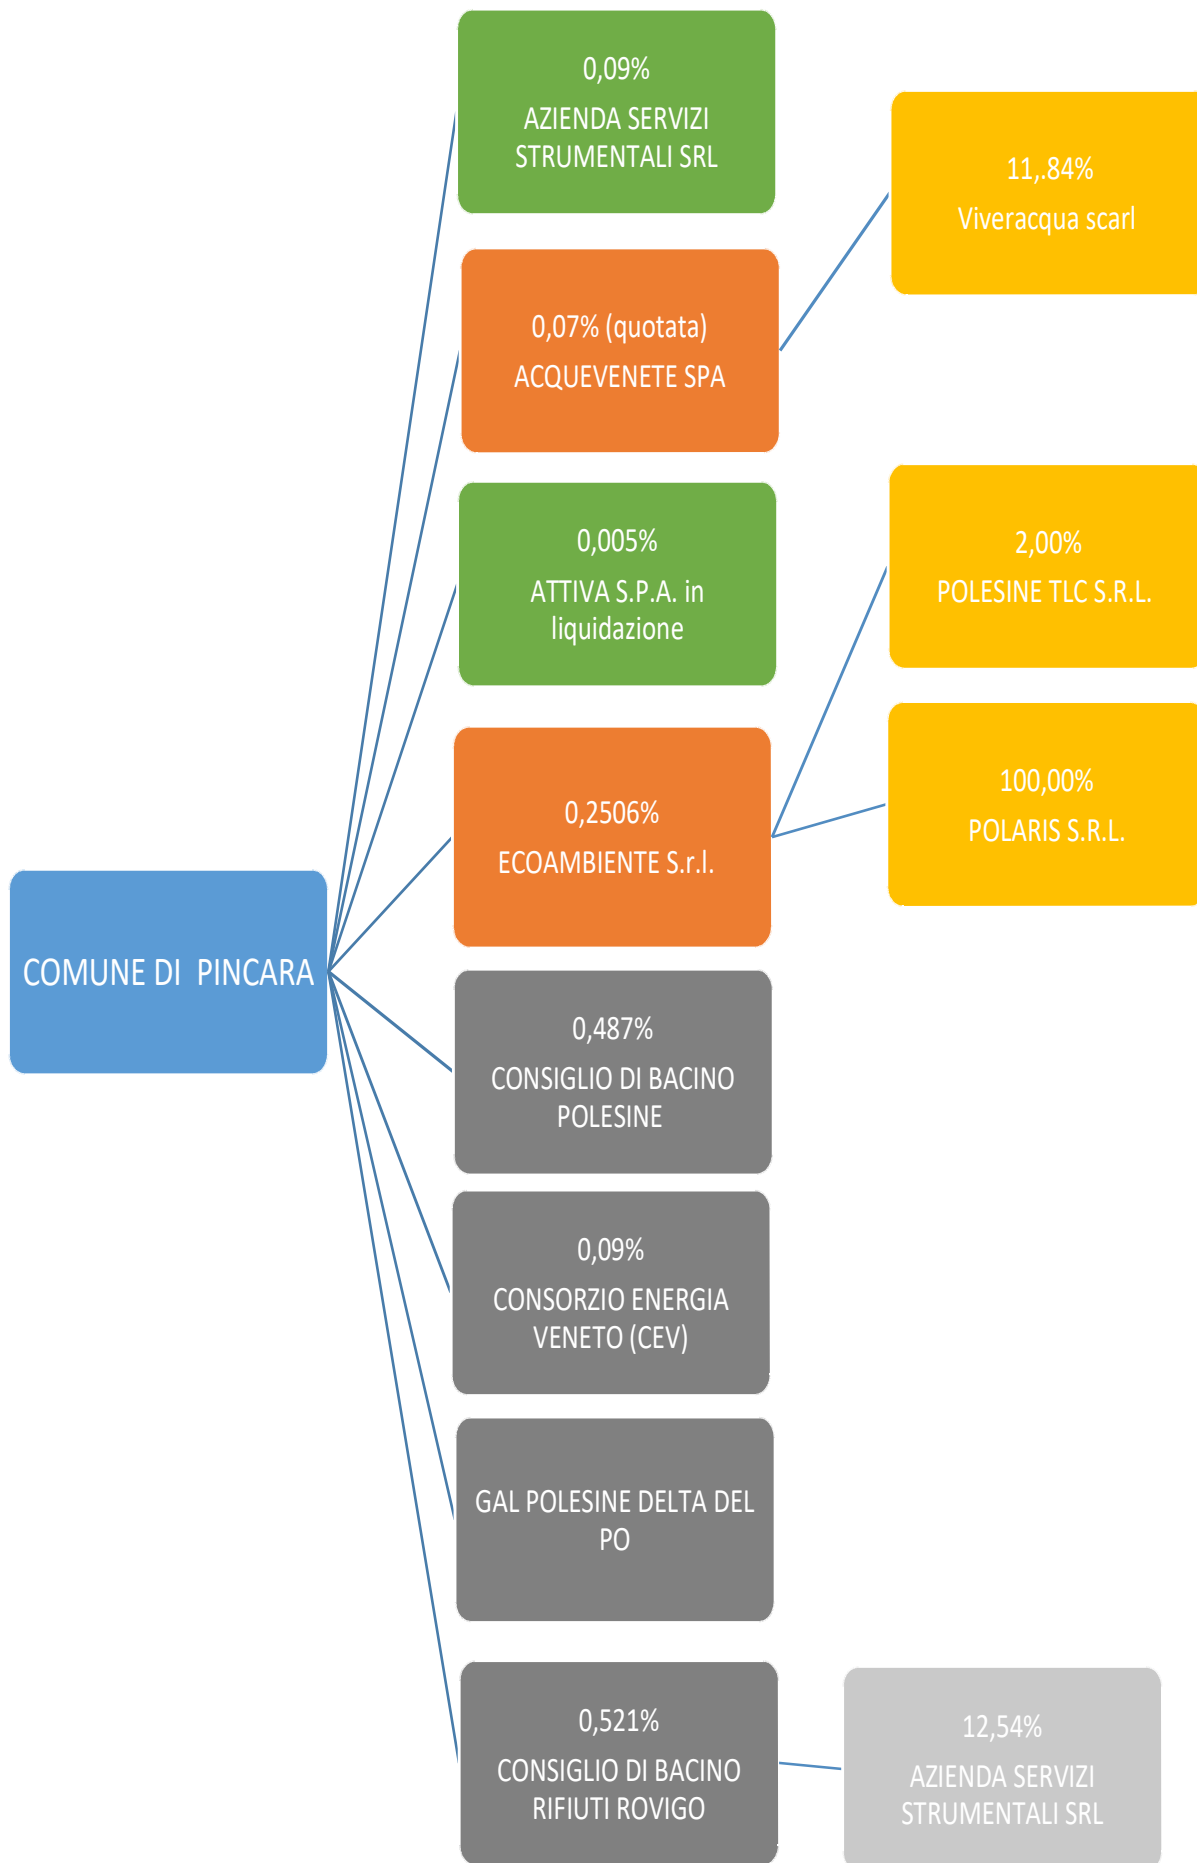 0,09%
AZIENDA SERVIZI
STRUMENTALI SRL
11,.84%
Viveracqua scarl
0,07% (quotata)
ACQUEVENETE SPA
0,005%
ATTIVA S.P.A. in
liquidazione
2,00%
POLESINE TLC S.R.L.
0,2506%
ECOAMBIENTE S.r.l.
100,00%
POLARIS S.R.L.
COMUNE DI  PINCARA
0,487%
CONSIGLIO DI BACINO
POLESINE
0,09%
CONSORZIO ENERGIA
VENETO (CEV)
GAL POLESINE DELTA DEL
PO
0,521%
CONSIGLIO DI BACINO
RIFIUTI ROVIGO
12,54%
AZIENDA SERVIZI
STRUMENTALI SRL